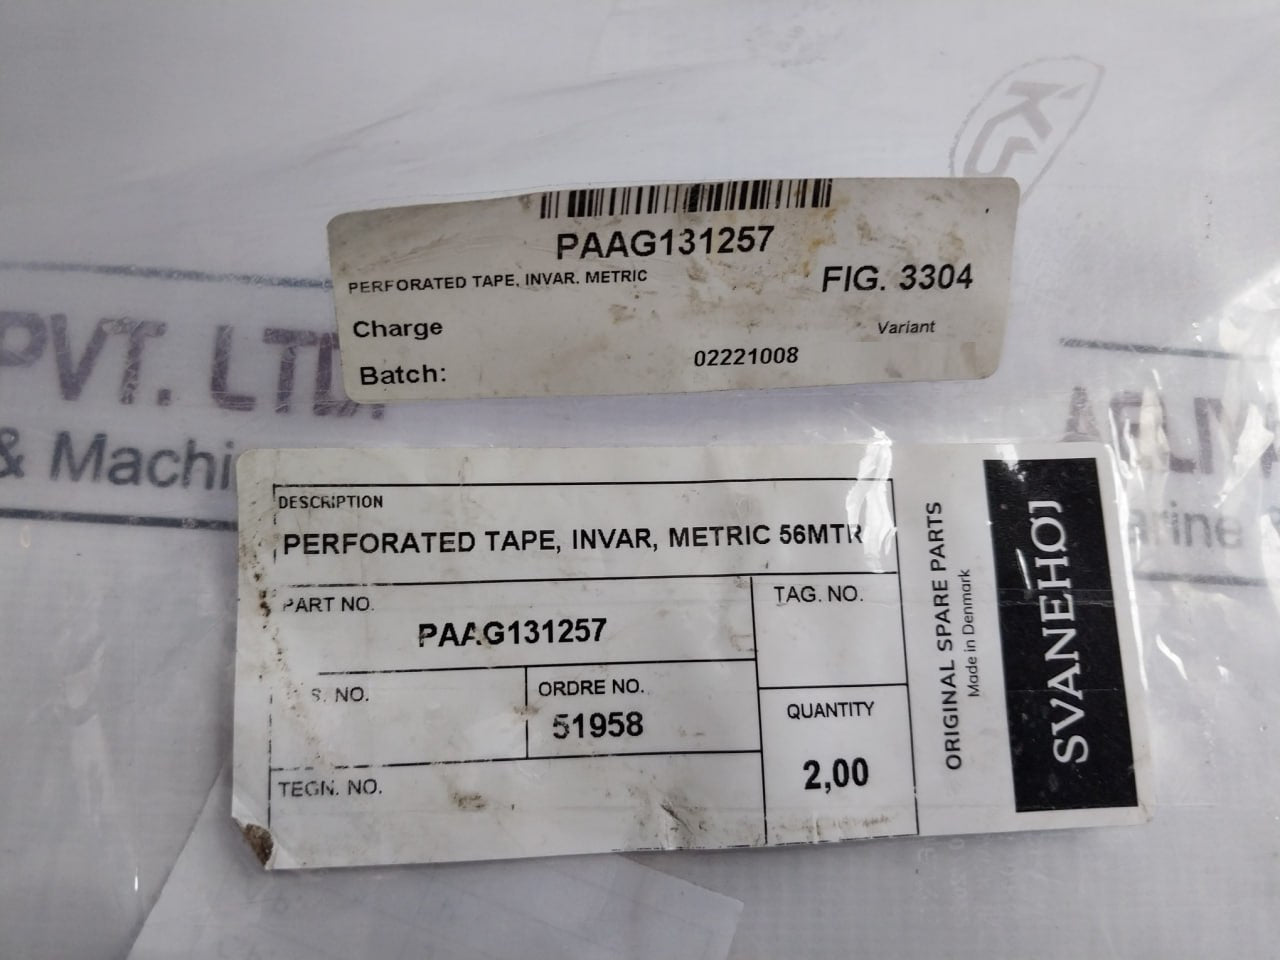 PAAG131257
PERFORATED TAPE, INVAR. METRIC
FIG. 3304
Charge
Variant
Batch:
02221008
PVT. LTD.
& Machi
DESCRIPTION
PERFORATED TAPE, INVAR, METRIC 56MTR
PART NO.
PAAG131257
TAG. NO.
S. NO.
ORDRE NO.
51958
QUANTITY
2,00
TEGN. NO.
ORIGINAL SPARE PARTS
Made in Denmark
SVANEHØJ
arine